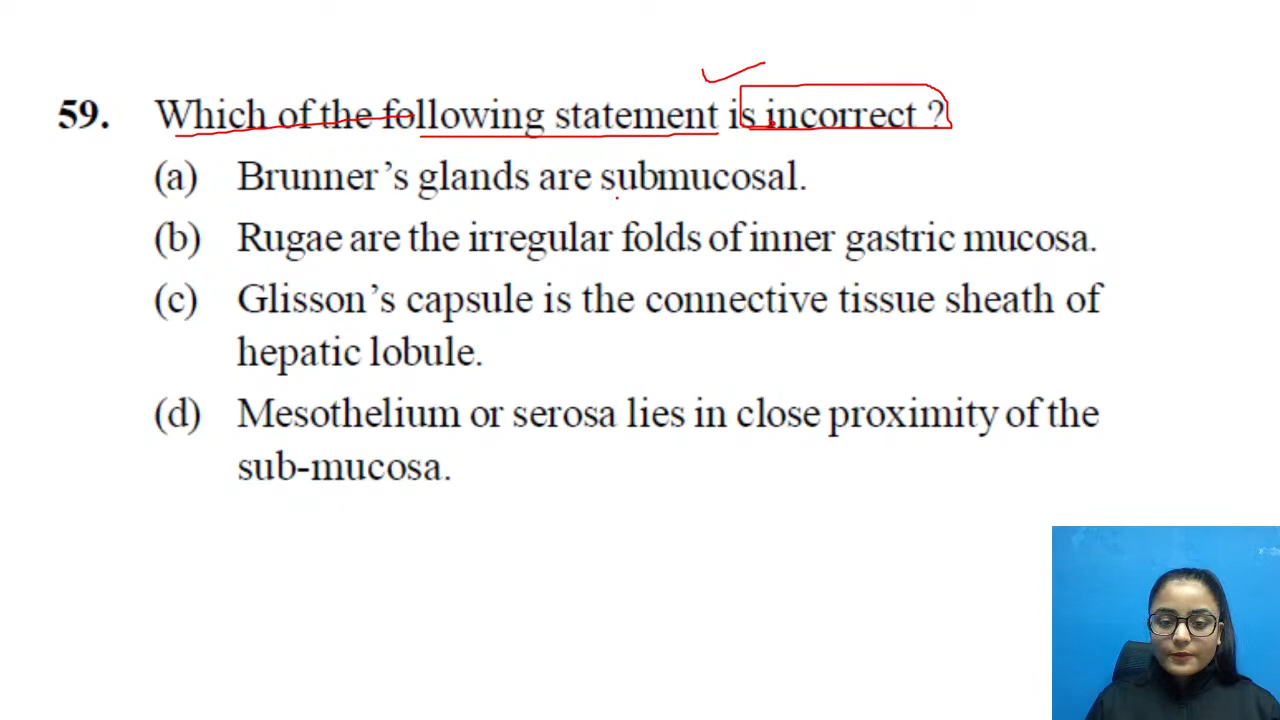 59. Which of the following statement is incorrect ?
(a) Brunner's glands are submucosal.
(b) Rugae are the irregular folds of inner gastric mucosa.
(c) Glisson's capsule is the connective tissue sheath of
hepatic lobule.
(d) Mesothelium or serosa lies in close proximity of the
sub-mucosa.